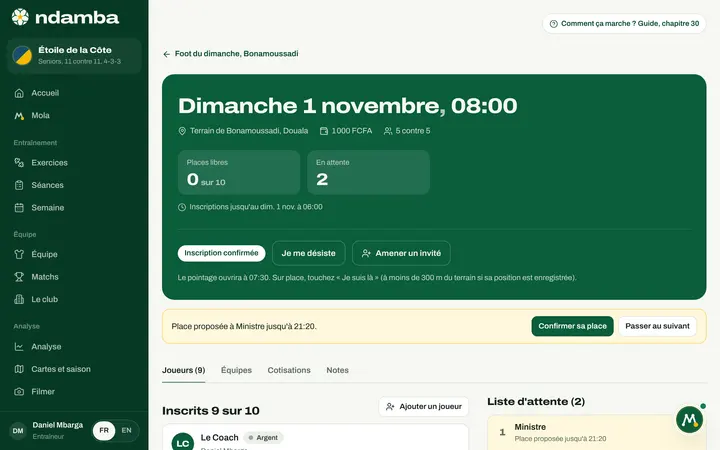 ndamba
Comment ça marche ? Guide, chapitre 30
Étoile de la Côte
Seniors, 11 contre 11, 4-3-3
Foot du dimanche, Bonamoussadi
Accueil
Mola
Entraînement
Exercices
Séances
Semaine
Équipe
Équipe
Matchs
Le club
Analyse
Analyse
Cartes et saison
Filmer
DM
Daniel Mbarga
Entraîneur
FR
EN
Dimanche 1 novembre, 08:00
Terrain de Bonamoussadi, Douala
1 000 FCFA
5 contre 5
Places libres
0 sur 10
En attente
2
Inscriptions jusqu'au dim. 1 nov. à 06:00
Inscription confirmée
Je me désiste
Amener un invité
Le pointage ouvrira à 07:30. Sur place, touchez « Je suis là » (à moins de 300 m du terrain si sa position est enregistrée).
Place proposée à Ministre jusqu'à 21:20.
Confirmer sa place
Passer au suivant
Joueurs (9)
Équipes
Cotisations
Notes
Inscrits 9 sur 10
Ajouter un joueur
LC
Le Coach
Argent
Daniel Mbarga
Liste d'attente (2)
1
Ministre
Place proposée jusqu'à 21:20